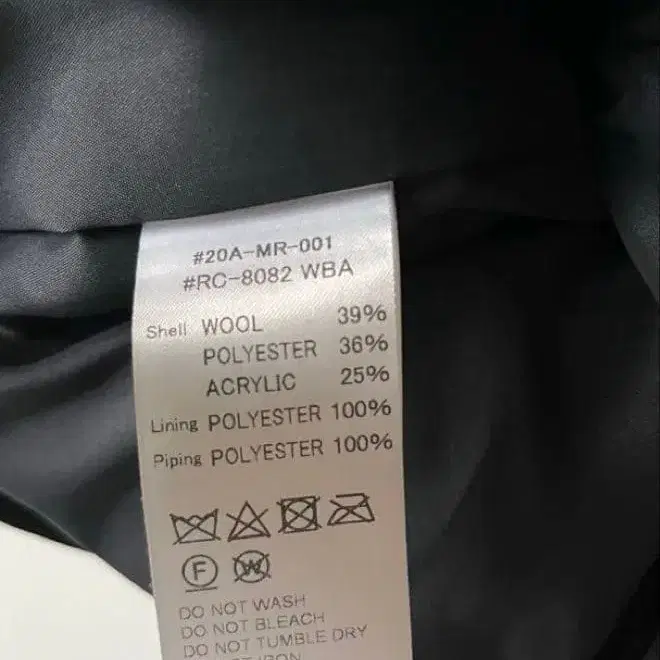 #20A-MR-001
#RC-8082 WBA
Shell WOOL 39%
POLYESTER 36%
ACRYLIC 25%
Lining POLYESTER 100%
Piping POLYESTER 100%
F W
DO NOT WASH
DO NOT BLEACH
DO NOT TUMBLE DRY
IRON